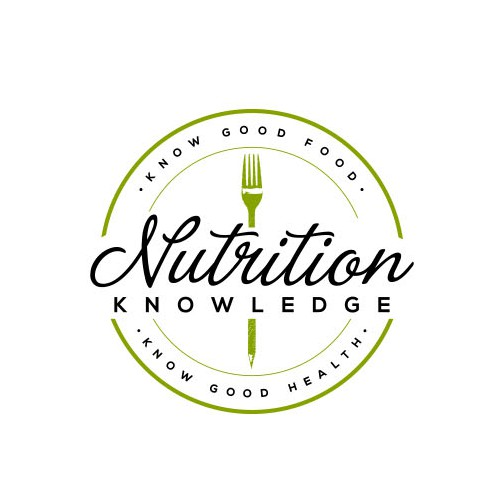 • KNOW GOOD FOOD •
Nutrition
KNOWLEDGE
• KNOW GOOD HEALTH •